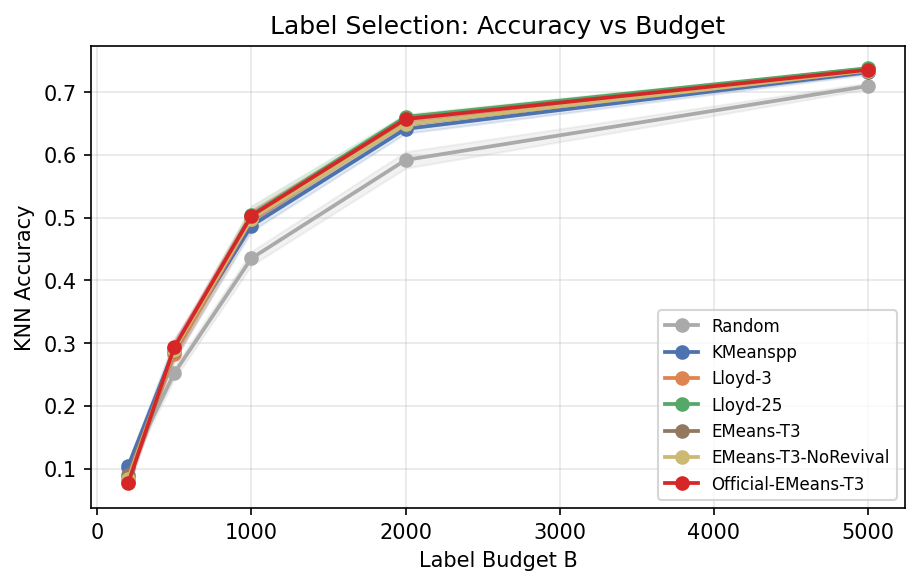 Label Selection: Accuracy vs Budget
KNN Accuracy
0.7
0.6
0.5
0.4
0.3
0.2
0.1
0
1000
2000
3000
4000
5000
Label Budget B
Random
KMeanspp
Lloyd-3
Lloyd-25
EMeans-T3
EMeans-T3-NoRevival
Official-EMeans-T3